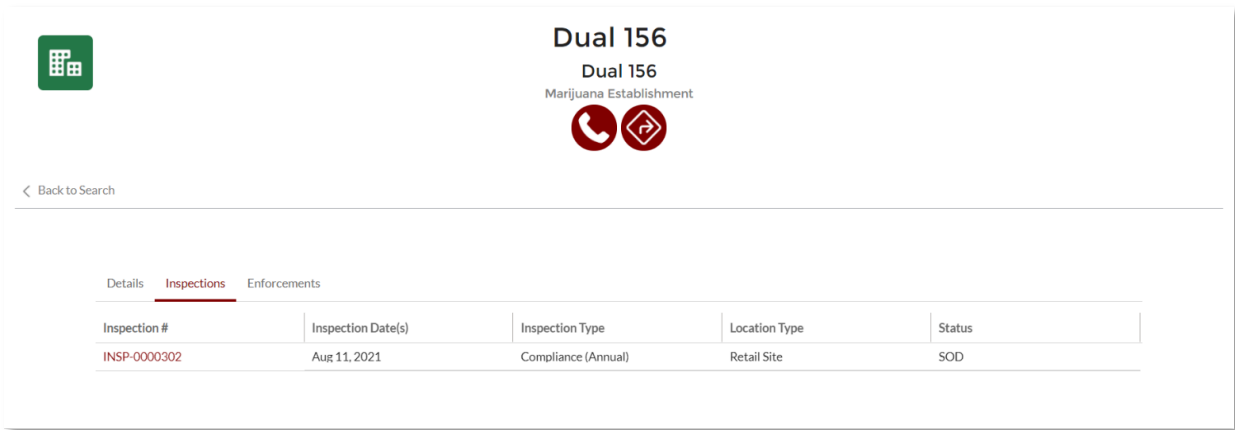 Dual 156
Dual 156
Marijuana Establishment
Back to Search
Details Inspections Enforcements
Inspection # Inspection Date(s) Inspection Type Location Type Status
INSP-0000302 Aug 11, 2021 Compliance (Annual) Retail Site SOD